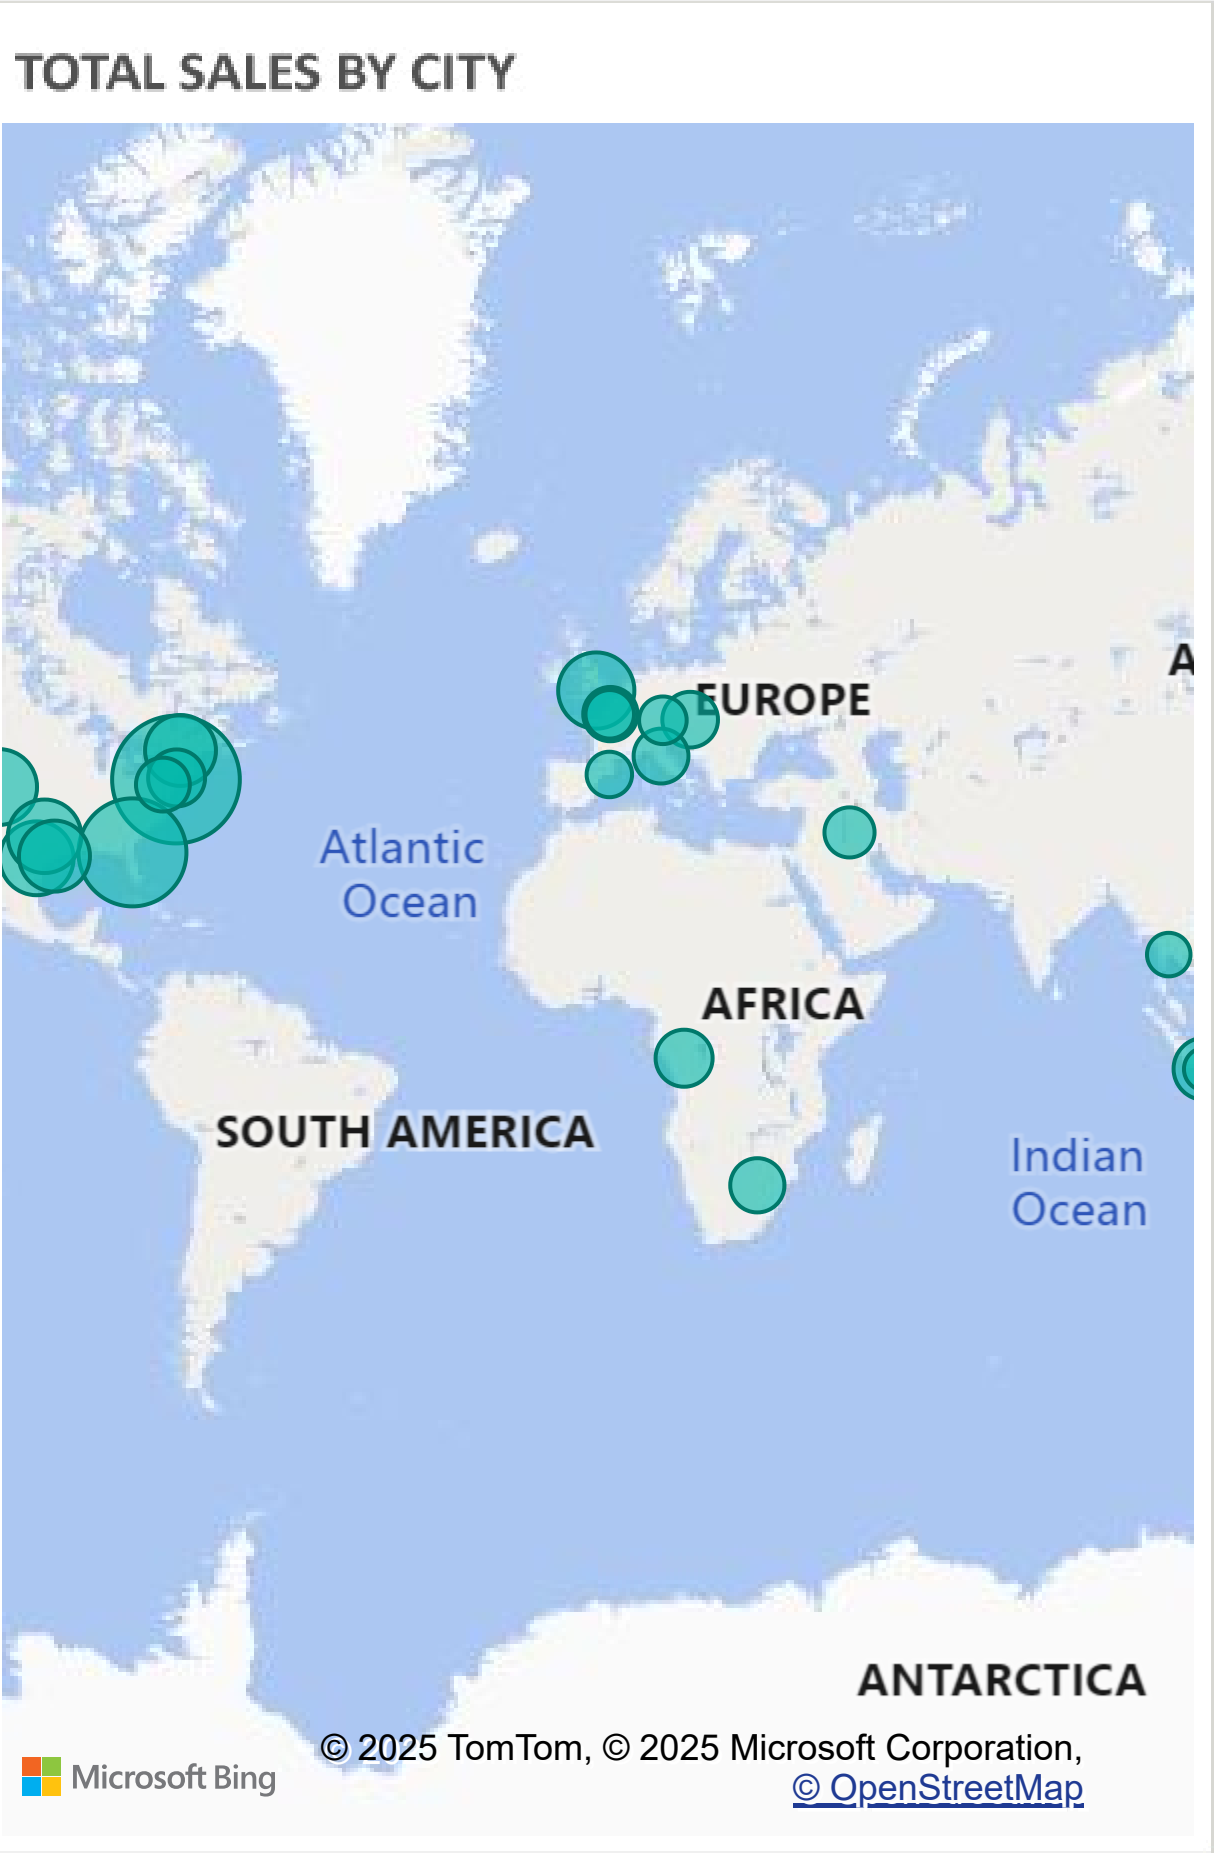 TOTAL SALES BY CITY
A
EUROPE
Atlantic
Ocean
AFRICA
SOUTH AMERICA
Indian
Ocean
ANTARCTICA
© 2025 TomTom, © 2025 Microsoft Corporation,
Microsoft Bing
© OpenStreetMap